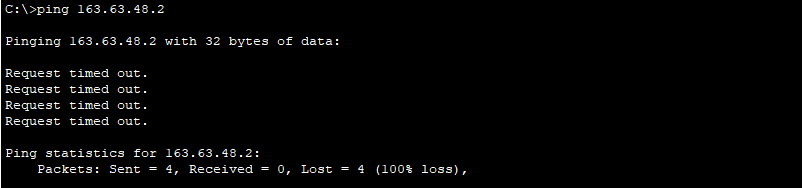 C:\>ping 163.63.48.2
Pinging 163.63.48.2 with 32 bytes of data:
Request timed out.
Request timed out.
Request timed out.
Request timed out.
Ping statistics for 163.63.48.2:
Packets: Sent = 4, Received = 0, Lost = 4 (100% loss),